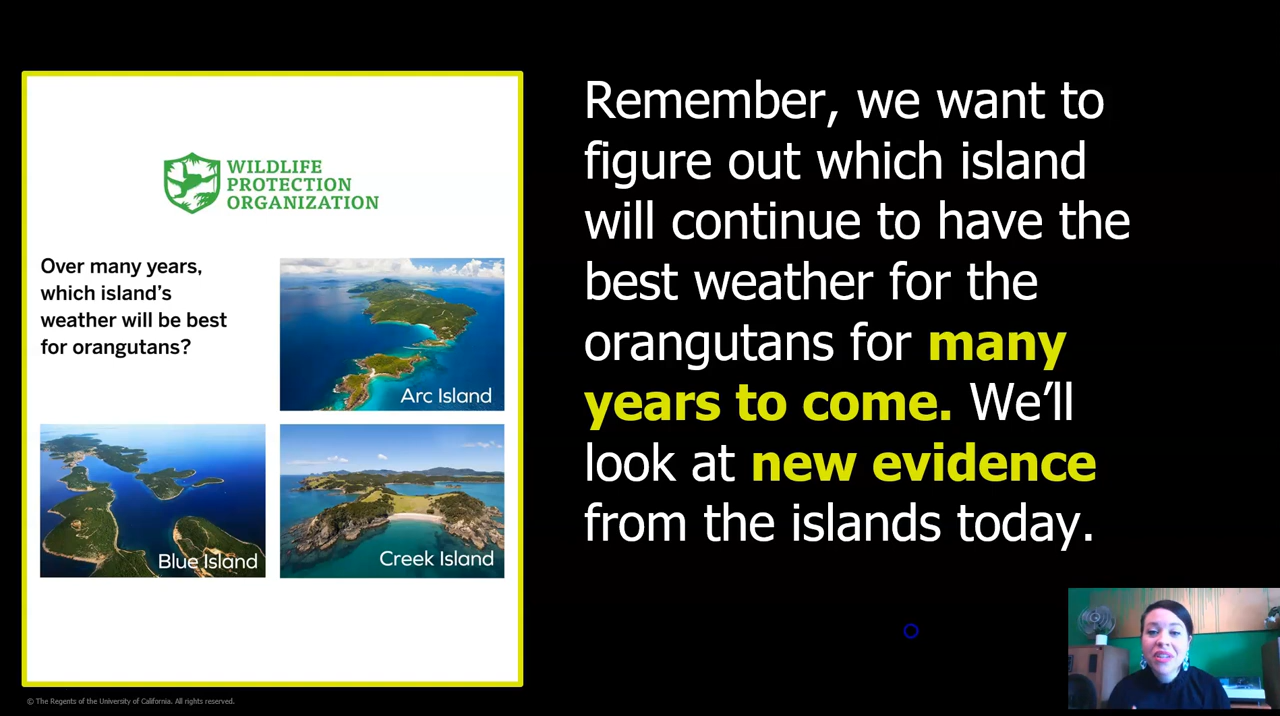 WILDLIFE
PROTECTION
ORGANIZATION
Over many years,
which island's
weather will be best
for orangutans?
Arc Island
Blue Island
Creek Island
Remember, we want to
figure out which island
will continue to have the
best weather for the
orangutans for many
years to come. We'll
look at new evidence
from the islands today.
© The Regents of the University of California. All rights reserved.